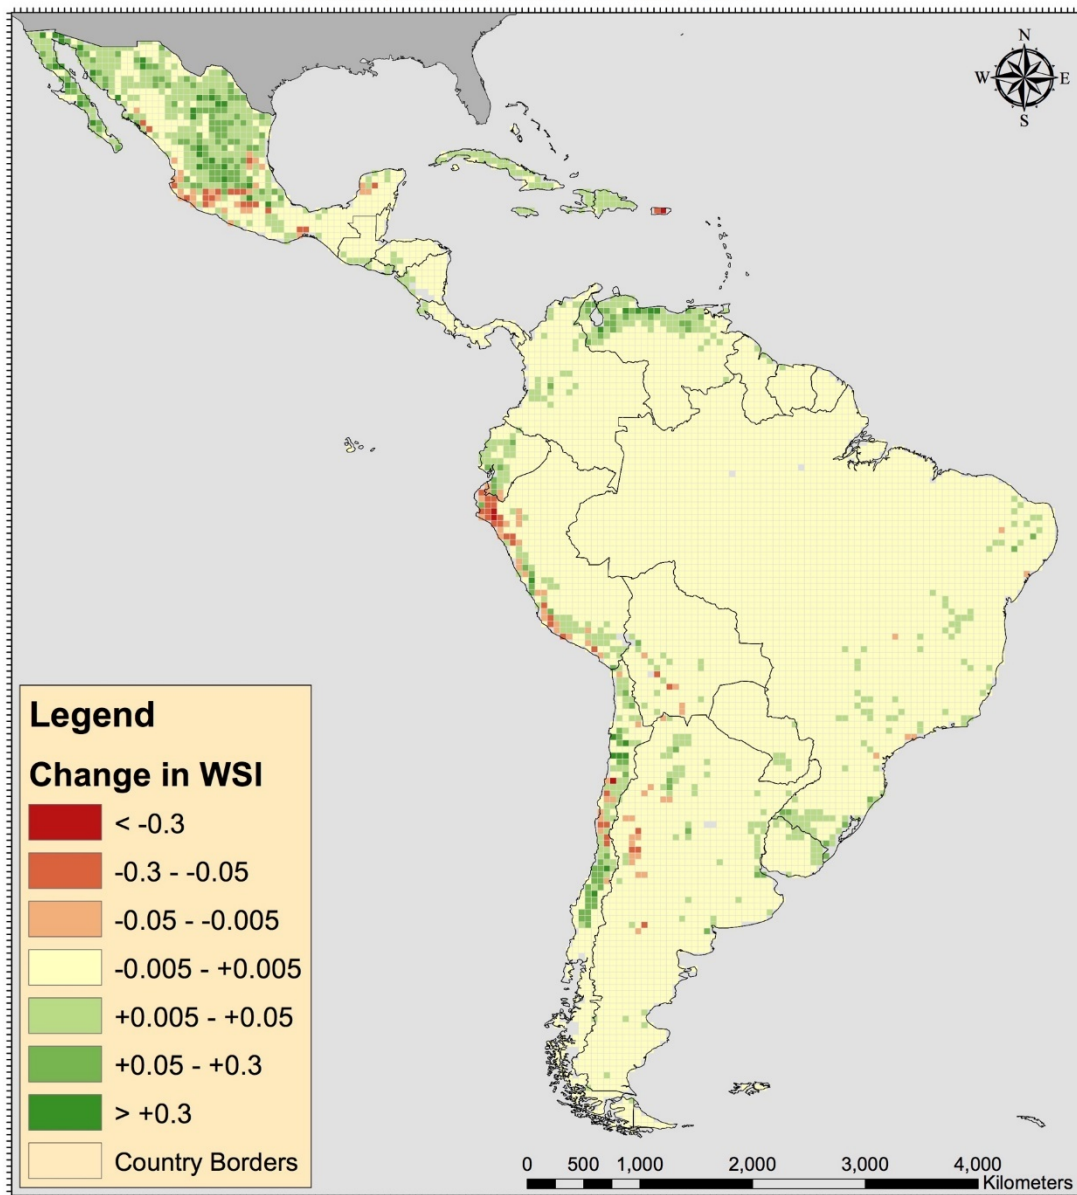 N
W E
S
Legend
Change in WSI
< -0.3
-0.3 - -0.05
-0.05 - -0.005
-0.005 - +0.005
+0.005 - +0.05
+0.05 - +0.3
> +0.3
Country Borders
0 500 1,000 2,000 3,000 4,000
Kilometers